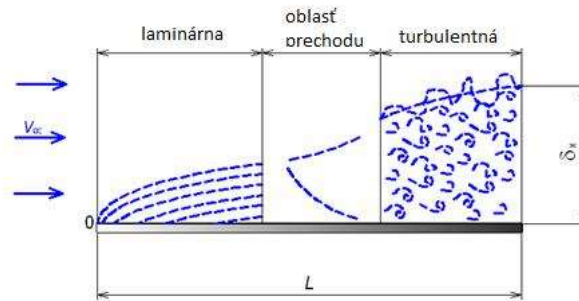 laminárna
oblasť
prechodu
turbulentná
V∞
0
δx
L